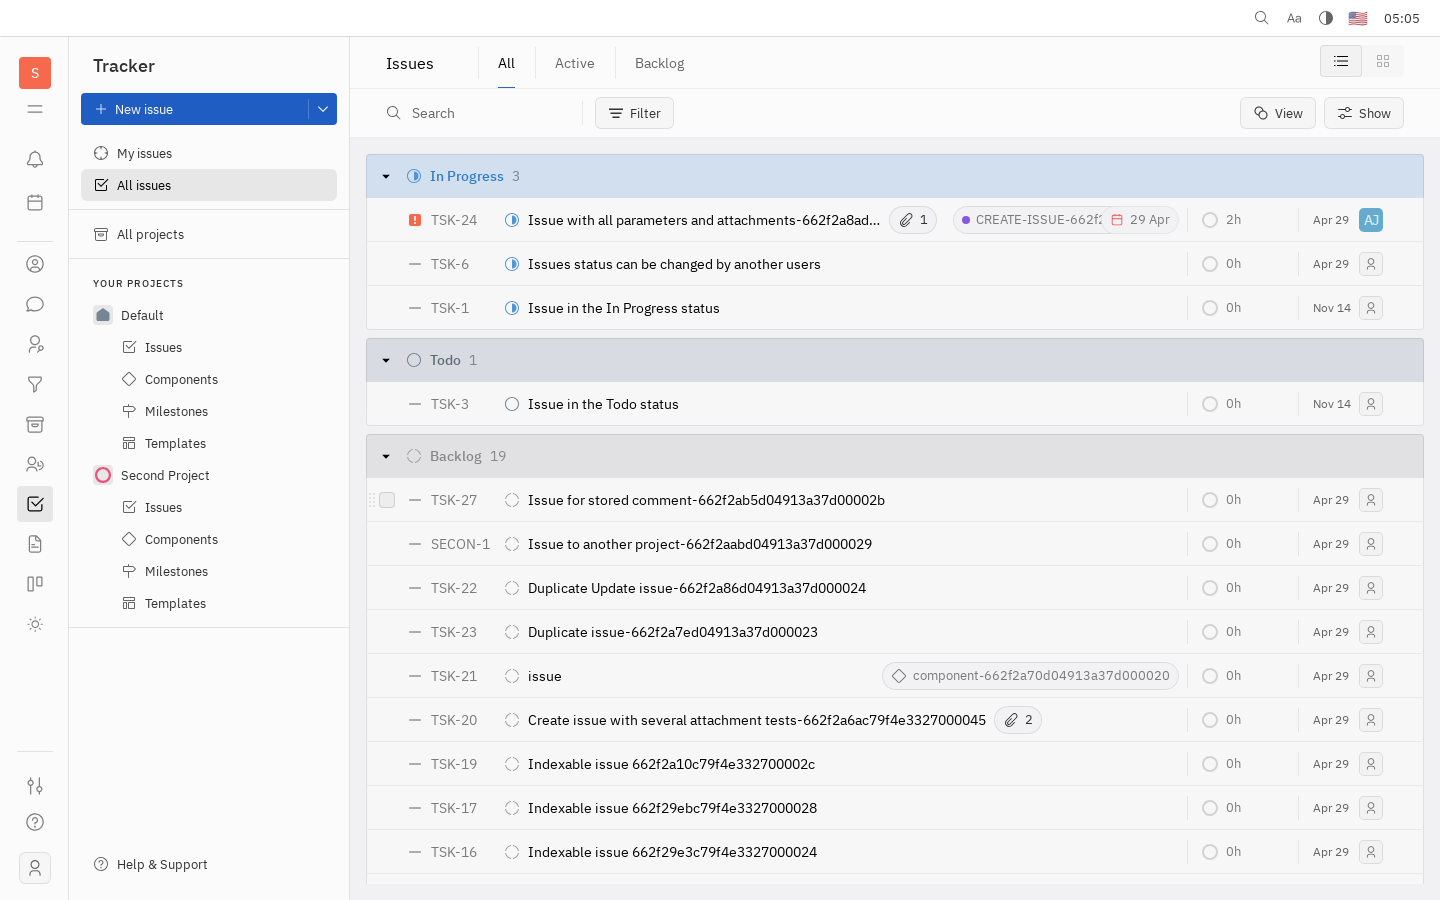 Aa 05:05
S
Tracker
New issue
My issues
All issues
All projects
YOUR PROJECTS
Default
Issues
Components
Milestones
Templates
Second Project
Issues
Components
Milestones
Templates
Help & Support
Issues All Active Backlog
Search Filter View Show
In Progress 3
TSK-24 Issue with all parameters and attachments-662f2a8ad... 1 CREATE-ISSUE-662f2 29 Apr 2h Apr 29 AJ
TSK-6 Issues status can be changed by another users 0h Apr 29
TSK-1 Issue in the In Progress status 0h Nov 14
Todo 1
TSK-3 Issue in the Todo status 0h Nov 14
Backlog 19
TSK-27 Issue for stored comment-662f2ab5d04913a37d00002b 0h Apr 29
SECON-1 Issue to another project-662f2aabd04913a37d000029 0h Apr 29
TSK-22 Duplicate Update issue-662f2a86d04913a37d000024 0h Apr 29
TSK-23 Duplicate issue-662f2a7ed04913a37d000023 0h Apr 29
TSK-21 issue component-662f2a70d04913a37d000020 0h Apr 29
TSK-20 Create issue with several attachment tests-662f2a6ac79f4e3327000045 2 0h Apr 29
TSK-19 Indexable issue 662f2a10c79f4e332700002c 0h Apr 29
TSK-17 Indexable issue 662f29ebc79f4e3327000028 0h Apr 29
TSK-16 Indexable issue 662f29e3c79f4e3327000024 0h Apr 29